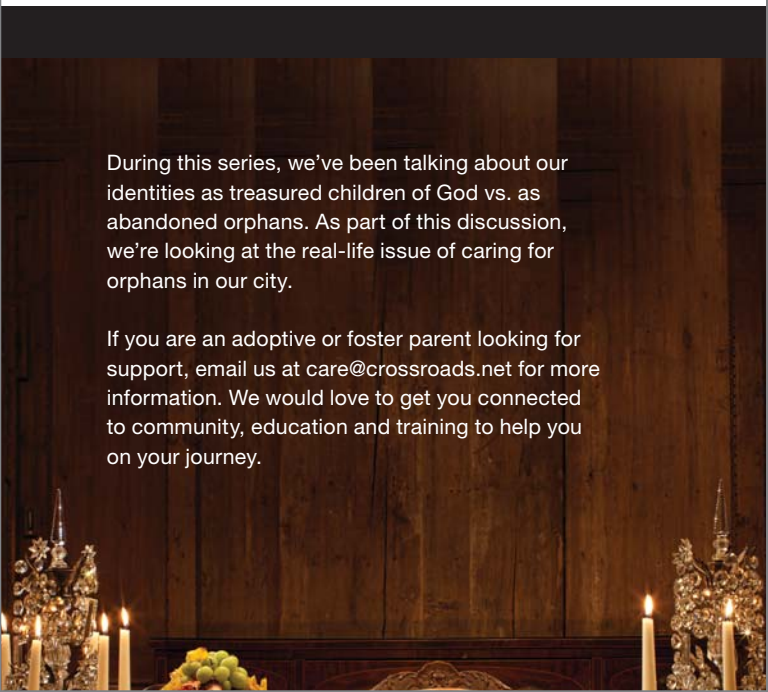 During this series, we’ve been talking about our
identities as treasured children of God vs. as
abandoned orphans. As part of this discussion,
we’re looking at the real-life issue of caring for
orphans in our city.
If you are an adoptive or foster parent looking for
support, email us at care@crossroads.net for more
information. We would love to get you connected
to community, education and training to help you
on your journey.